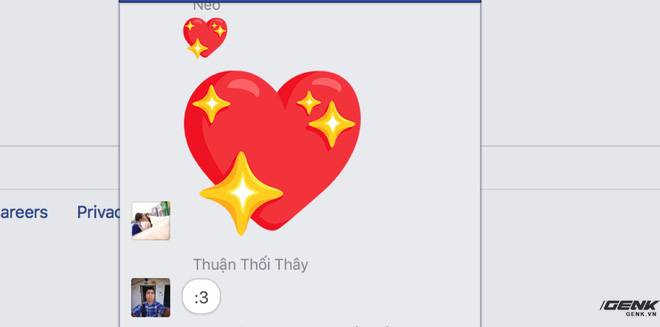 Neo
areers Privac
Thuận Thối Thây
:3
/GENK
GENK.VN